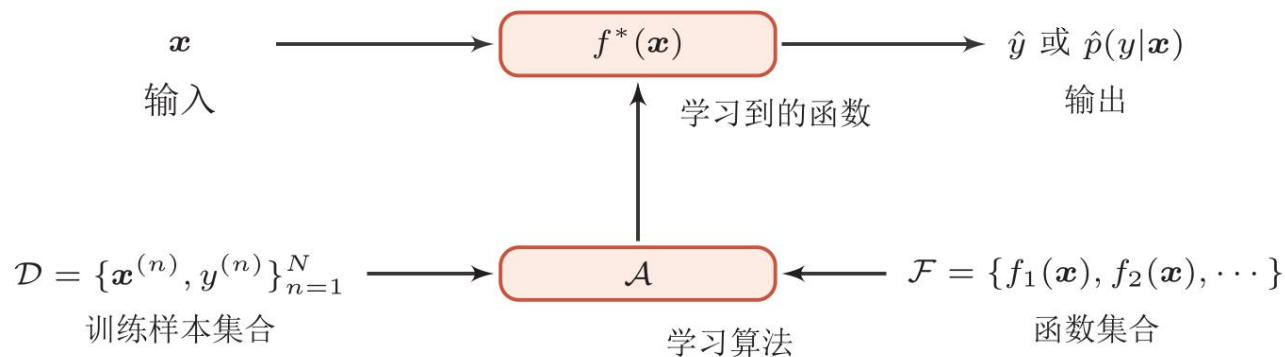 x f*(x) ŷ 或 p̂(y|x)
输入 学习到的函数 输出
D = {x^(n), y^(n)}_{n=1}^N A F = {f₁(x), f₂(x), ⋯}
训练样本集合 学习算法 函数集合